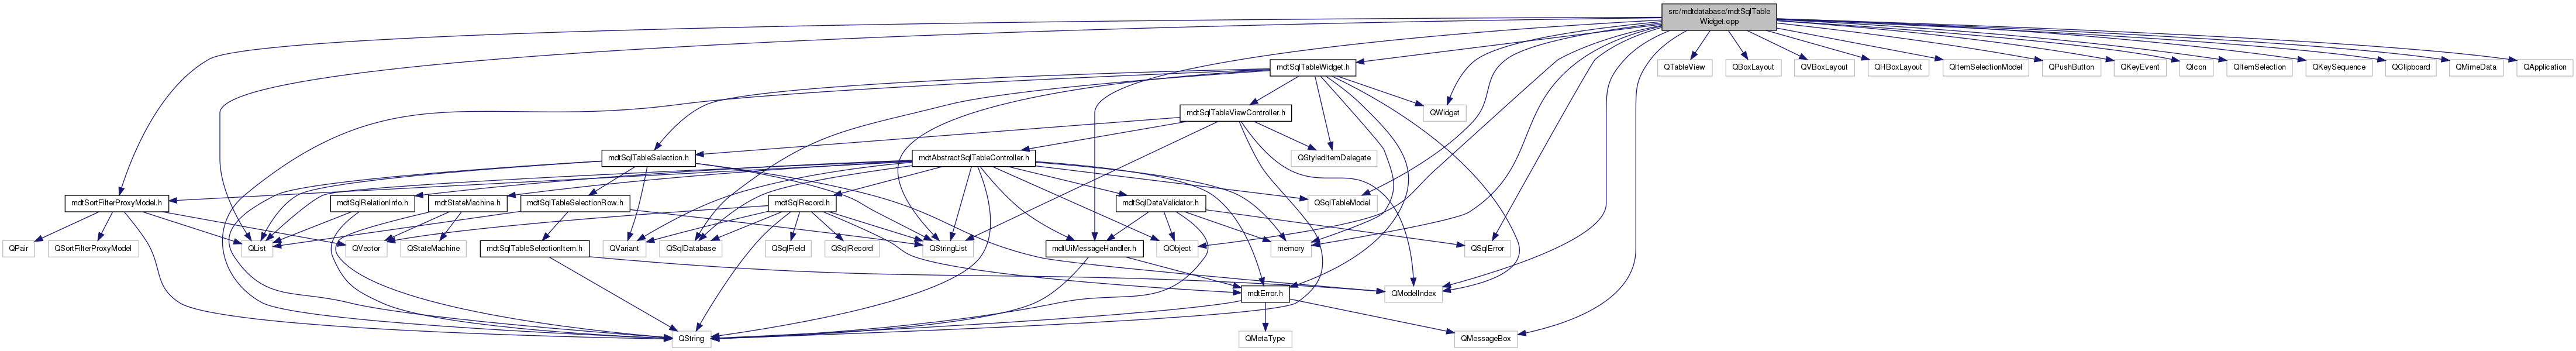 src/mdtdatabase/mdtSqlTable
Widget.cpp
mdtSqlTableWidget.h
QTableView
QBoxLayout
QVBoxLayout
QHBoxLayout
QItemSelectionModel
QPushButton
QKeyEvent
QIcon
QItemSelection
QKeySequence
QClipboard
QMimeData
QApplication
mdtSqlTableViewController.h
QWidget
mdtSqlTableSelection.h
mdtAbstractSqlTableController.h
QStyledItemDelegate
mdtSortFilterProxyModel.h
mdtSqlRelationInfo.h
mdtStateMachine.h
mdtSqlTableSelectionRow.h
mdtSqlRecord.h
mdtSqlDataValidator.h
QSqlTableModel
QPair
QSortFilterProxyModel
QList
QVector
QStateMachine
mdtSqlTableSelectionItem.h
QVariant
QSqlDatabase
QSqlField
QSqlRecord
QStringList
mdtUiMessageHandler.h
QObject
memory
QSqlError
mdtError.h
QModelIndex
QString
QMetaType
QMessageBox